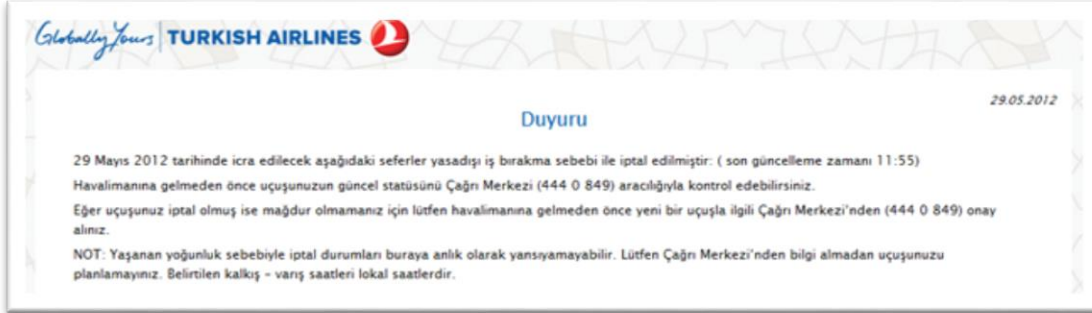 Globally Yours TURKISH AIRLINES
29.05.2012
Duyuru
29 Mayıs 2012 tarihinde icra edilecek aşağıdaki seferler yasadışı iş bırakma sebebi ile iptal edilmiştir: ( son güncelleme zamanı 11:55)
Havalimanına gelmeden önce uçuşunuzun güncel statüsünü Çağrı Merkezi (444 0 849) aracılığıyla kontrol edebilirsiniz.
Eğer uçuşunuz iptal olmuş ise mağdur olmamanız için lütfen havalimanına gelmeden önce yeni bir uçuşla ilgili Çağrı Merkezi'nden (444 0 849) onay
alınız.
NOT: Yaşanan yoğunluk sebebiyle iptal durumları buraya anlık olarak yansıyamayabilir. Lütfen Çağrı Merkezi'nden bilgi almadan uçuşunuzu
planlamayınız. Belirtilen kalkış – varış saatleri lokal saatlerdir.